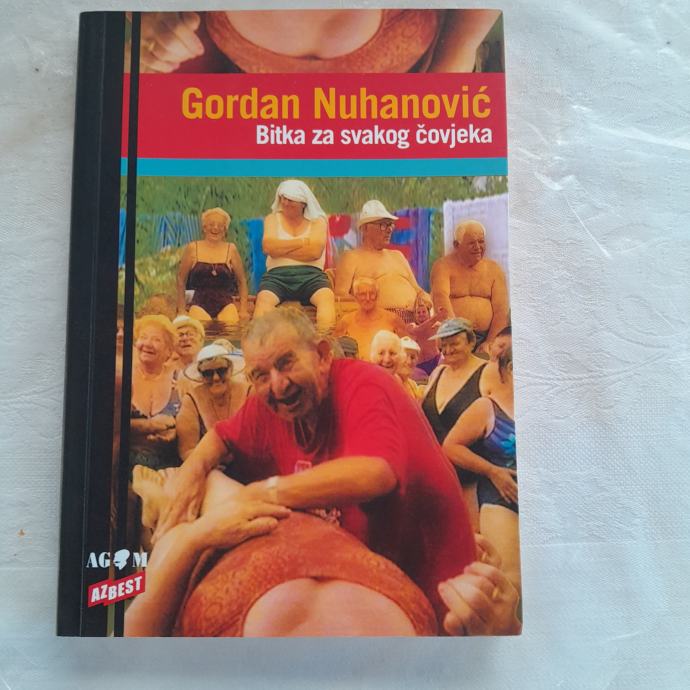 Gordan Nuhanović
Bitka za svakog čovjeka
AGM
AZBEST